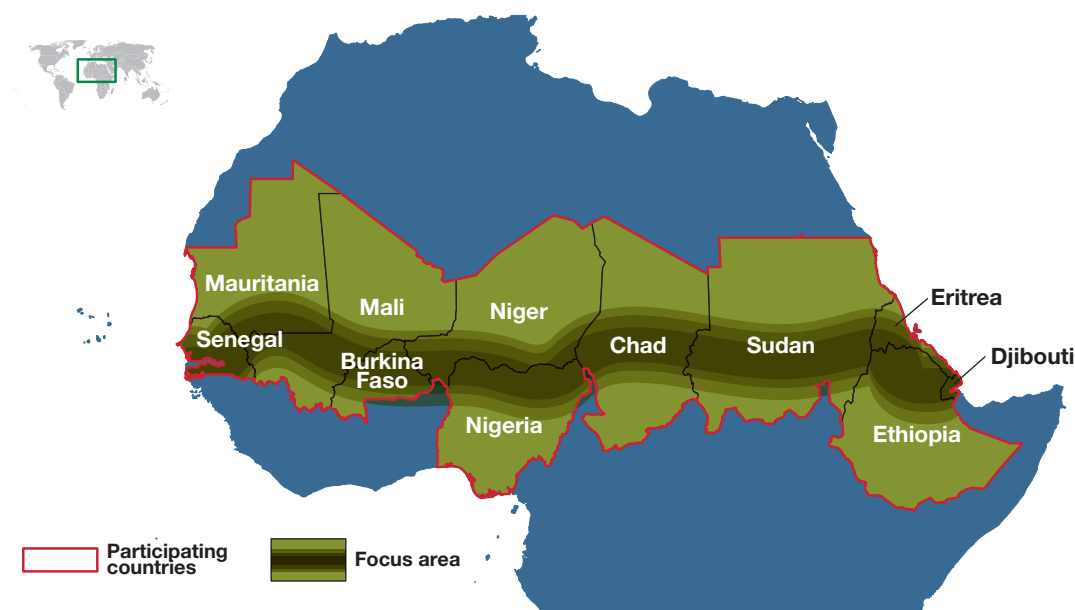 Mauritania
Mali
Niger
Senegal
Burkina
Faso
Chad
Sudan
Eritrea
Djibouti
Nigeria
Ethiopia
Participating
countries
Focus area